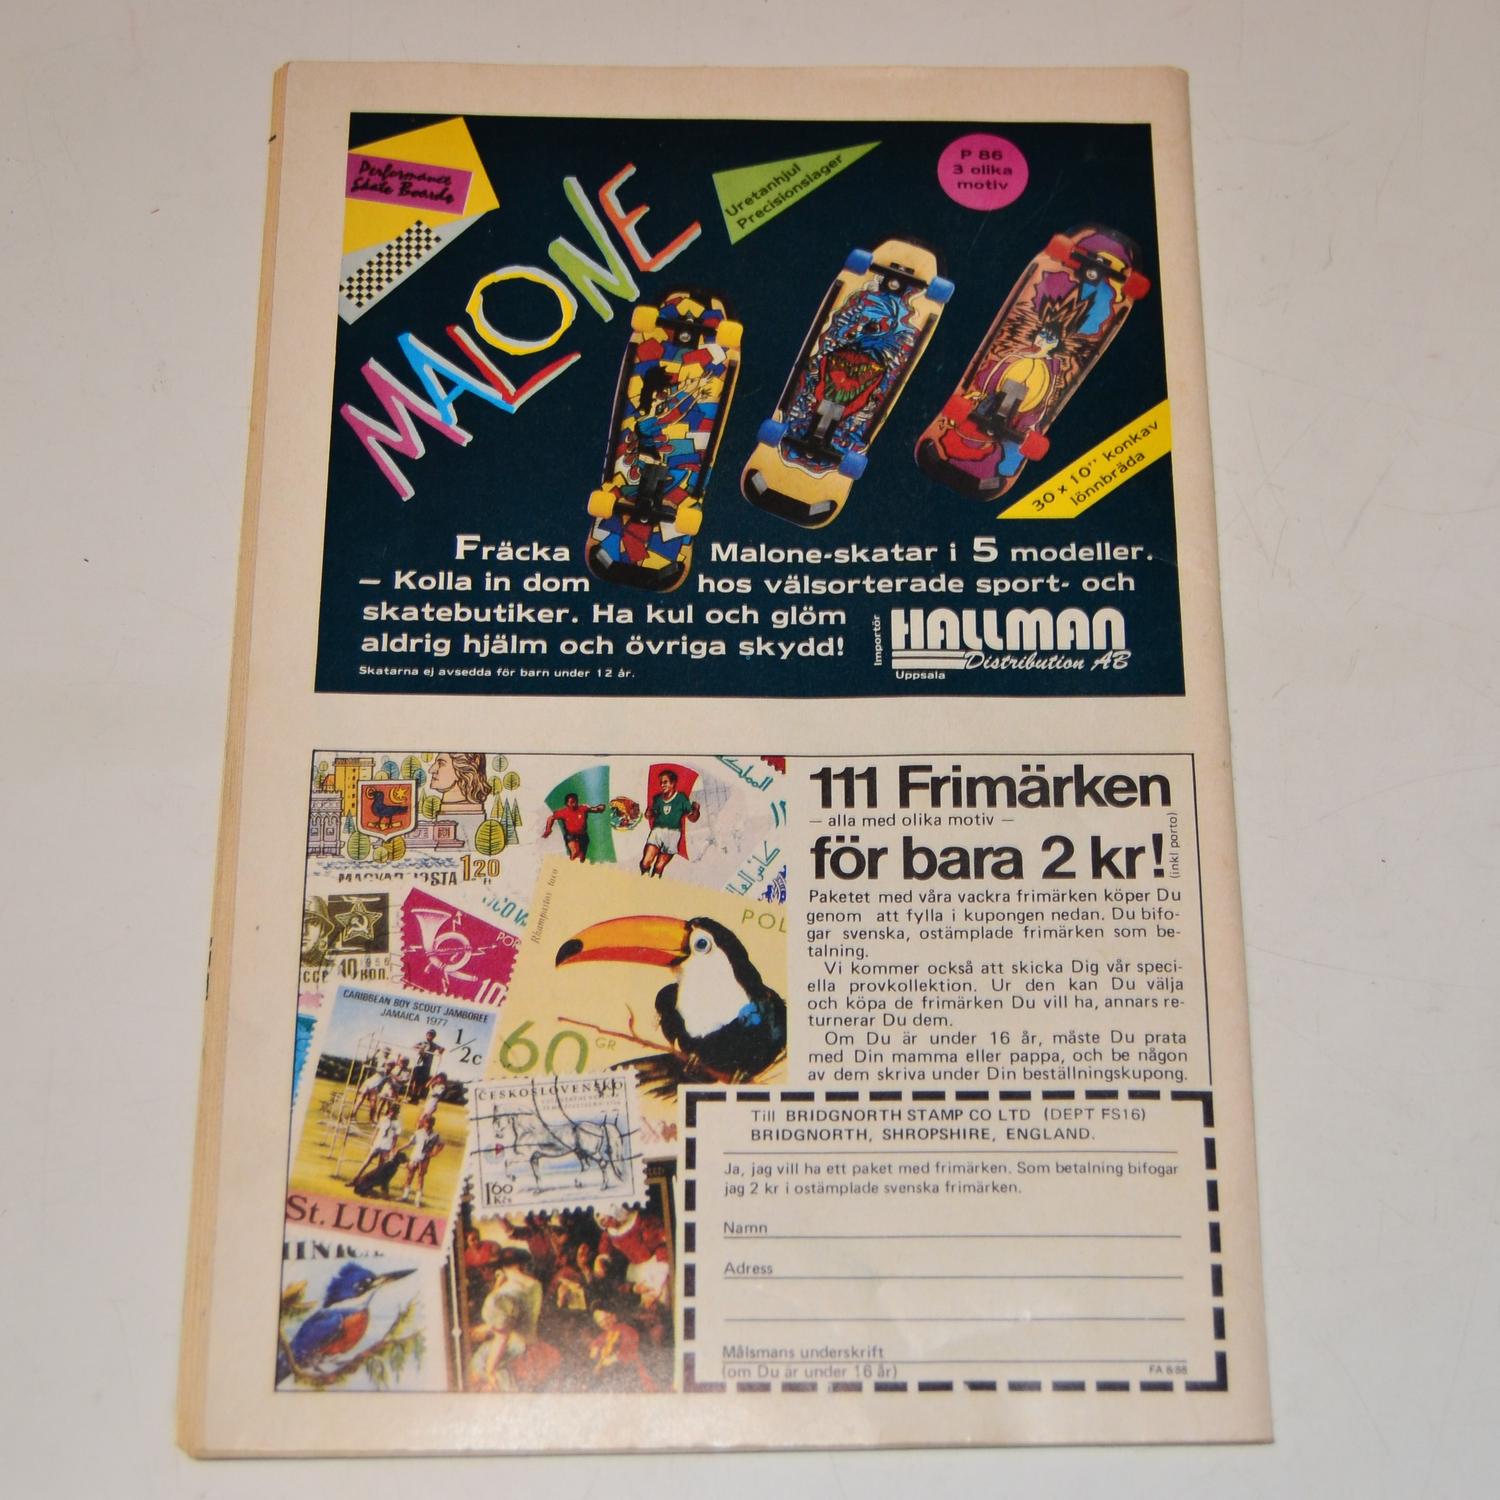 Performance
Skate Boards
MALONE
Uretanhjul
Precisionslager
P 86
3 olika
motiv
30 x 10" konkav
lönnbräda
Fräcka Malone-skatar i 5 modeller.
– Kolla in dom hos välsorterade sport- och
skatebutiker. Ha kul och glöm
aldrig hjälm och övriga skydd!
Skatarna ej avsedda för barn under 12 år.
Importör
HALLMAN
Distribution AB
Uppsala
111 Frimärken
– alla med olika motiv –
för bara 2 kr!
(inkl porto)
Paketet med våra vackra frimärken köper Du
genom att fylla i kupongen nedan. Du bifo-
gar svenska, ostämplade frimärken som be-
talning.
Vi kommer också att skicka Dig vår speci-
ella provkollektion. Ur den kan Du välja
och köpa de frimärken Du vill ha, annars re-
turnerar Du dem.
Om Du är under 16 år, måste Du prata
med Din mamma eller pappa, och be någon
av dem skriva under Din beställningskupong.
Till BRIDGNORTH STAMP CO LTD (DEPT FS16)
BRIDGNORTH, SHROPSHIRE, ENGLAND.
Ja, jag vill ha ett paket med frimärken. Som betalning bifogar
jag 2 kr i ostämplade svenska frimärken.
Namn
Adress
Målsmans underskrift
(om Du är under 16 år)
MAGYAR POSTA 1.20
POL
60 GR
10 коп.
POR
10
CARIBBEAN BOY SCOUT JAMBOREE
JAMAICA 1977
1/2c
St. LUCIA
ČESKOSLOVENSKO
1.60
Kčs